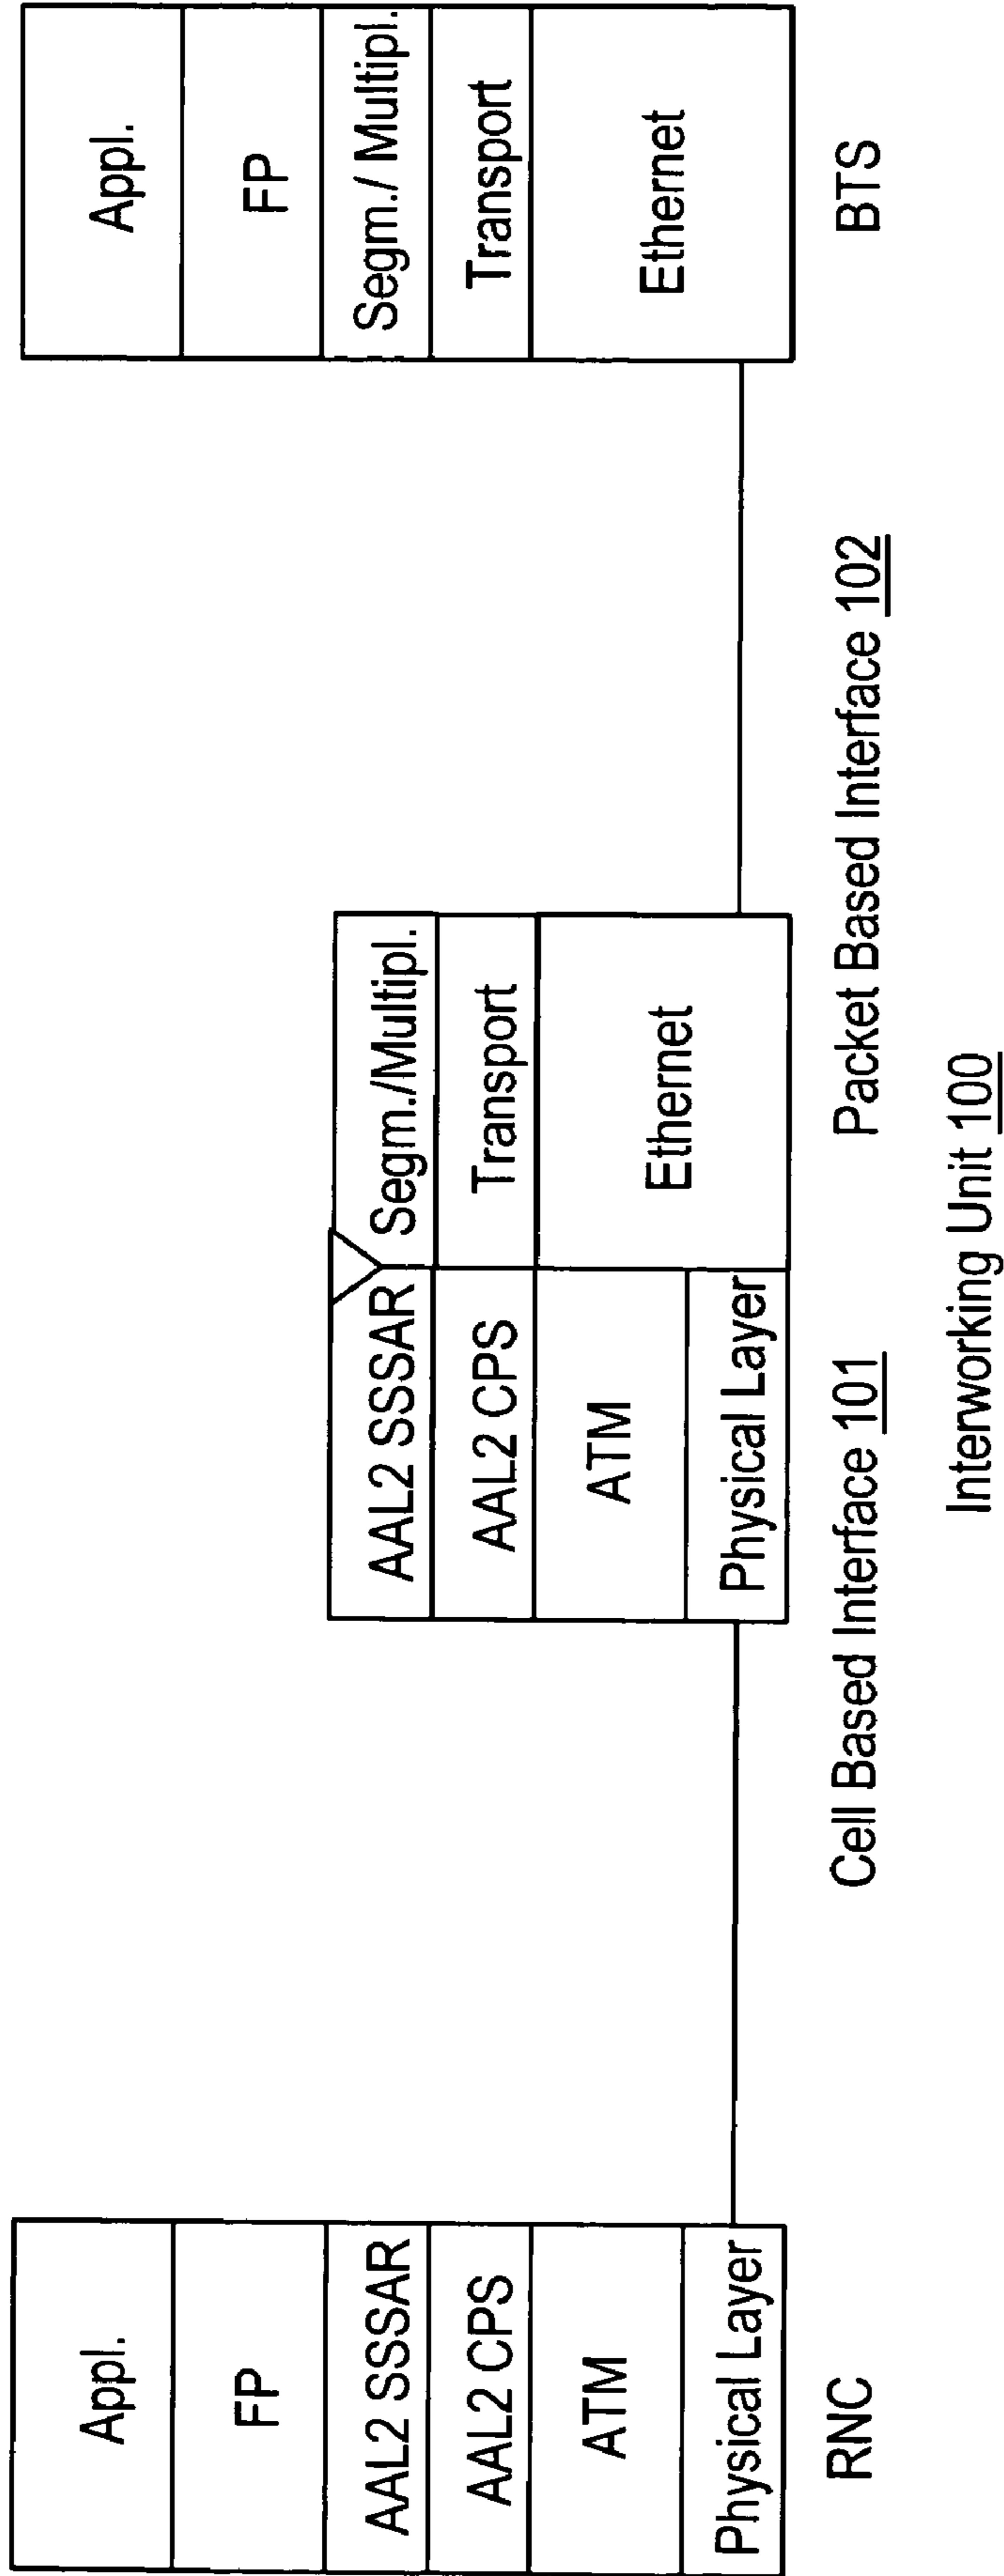 Appl.
FP
AAL2 SSSAR
AAL2 CPS
ATM
Physical Layer
RNC
AAL2 SSSAR
AAL2 CPS
ATM
Physical Layer
Segm./Multipl.
Transport
Ethernet
Cell Based Interface 101
Packet Based Interface 102
Interworking Unit 100
Appl.
FP
Segm./ Multipl.
Transport
Ethernet
BTS